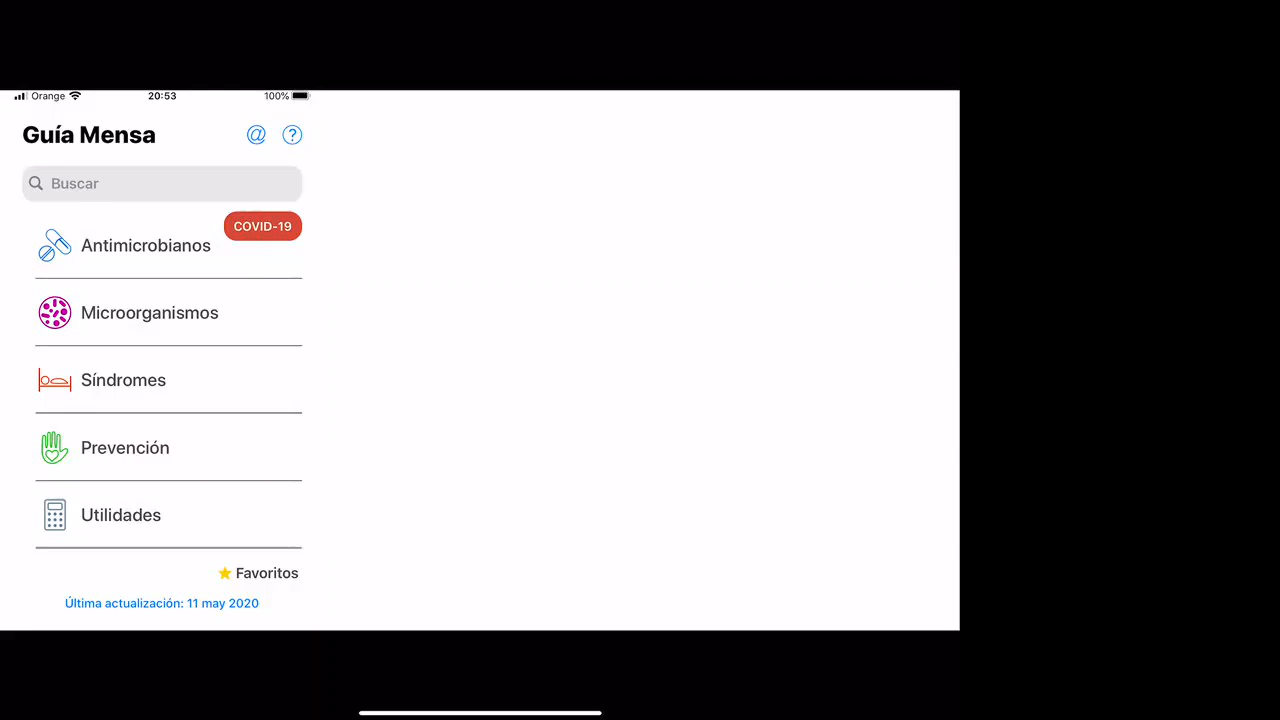 Orange 20:53 100%
Guía Mensa @ ?
Buscar
COVID-19
Antimicrobianos
Microorganismos
Síndromes
Prevención
Utilidades
Favoritos
Última actualización: 11 may 2020